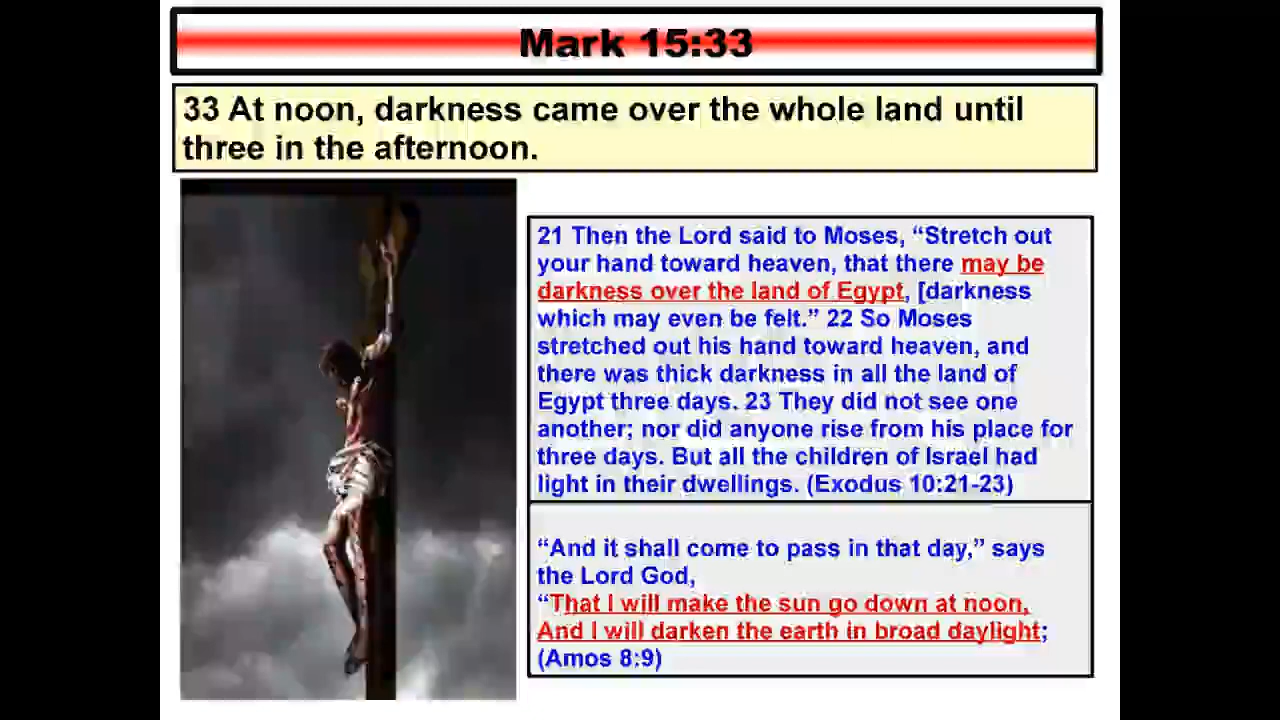 Mark 15:33
33 At noon, darkness came over the whole land until
three in the afternoon.
21 Then the Lord said to Moses, “Stretch out
your hand toward heaven, that there may be
darkness over the land of Egypt, [darkness
which may even be felt.” 22 So Moses
stretched out his hand toward heaven, and
there was thick darkness in all the land of
Egypt three days. 23 They did not see one
another; nor did anyone rise from his place for
three days. But all the children of Israel had
light in their dwellings. (Exodus 10:21-23)
“And it shall come to pass in that day,” says
the Lord God,
“That I will make the sun go down at noon,
And I will darken the earth in broad daylight;
(Amos 8:9)